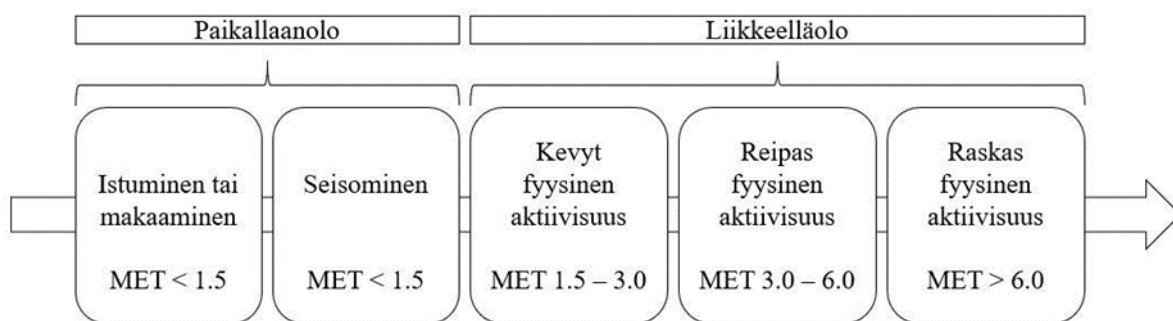 Paikallaanolo
Liikkeelläolo
Istuminen tai
makaaminen
MET < 1.5
Seisominen
MET < 1.5
Kevyt
fyysinen
aktiivisuus
MET 1.5 – 3.0
Reipas
fyysinen
aktiivisuus
MET 3.0 – 6.0
Raskas
fyysinen
aktiivisuus
MET > 6.0